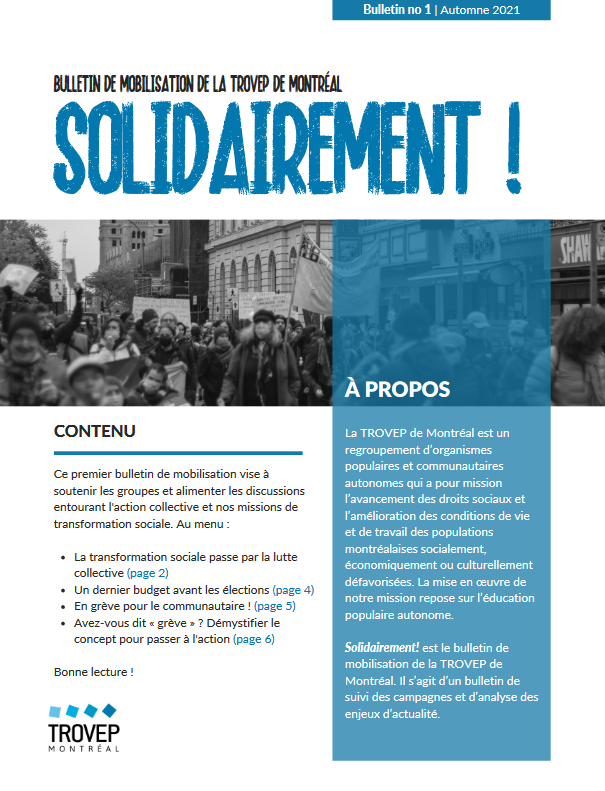 Bulletin no 1 | Automne 2021
BULLETIN DE MOBILISATION DE LA TROVEP DE MONTRÉAL
SOLIDAIREMENT !
SHAW
À PROPOS
CONTENU
Ce premier bulletin de mobilisation vise à
soutenir les groupes et alimenter les discussions
entourant l'action collective et nos missions de
transformation sociale. Au menu :
• La transformation sociale passe par la lutte
collective (page 2)
• Un dernier budget avant les élections (page 4)
• En grève pour le communautaire ! (page 5)
• Avez-vous dit « grève » ? Démystifier le
concept pour passer à l'action (page 6)
Bonne lecture !
La TROVEP de Montréal est un
regroupement d’organismes
populaires et communautaires
autonomes qui a pour mission
l’avancement des droits sociaux et
l’amélioration des conditions de vie
et de travail des populations
montréalaises socialement,
économiquement ou culturellement
défavorisées. La mise en œuvre de
notre mission repose sur l’éducation
populaire autonome.
Solidairement! est le bulletin de
mobilisation de la TROVEP de
Montréal. Il s’agit d’un bulletin de
suivi des campagnes et d’analyse des
enjeux d’actualité.
TROVEP
MONTRÉAL